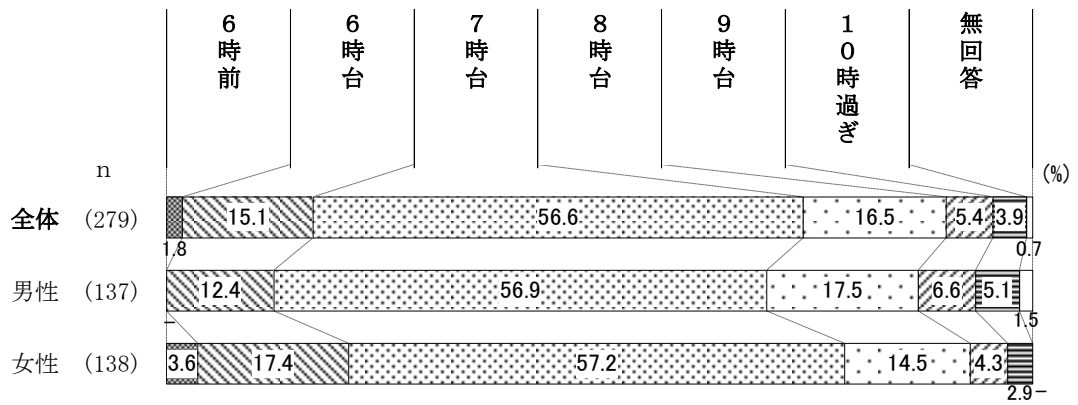 6時前
6時台
7時台
8時台
9時台
10時過ぎ
無回答
n
(%)
全体 (279) 15.1 56.6 16.5 5.4 3.9
1.8 0.7
男性 (137) 12.4 56.9 17.5 6.6 5.1
– 1.5
女性 (138) 3.6 17.4 57.2 14.5 4.3
2.9 –